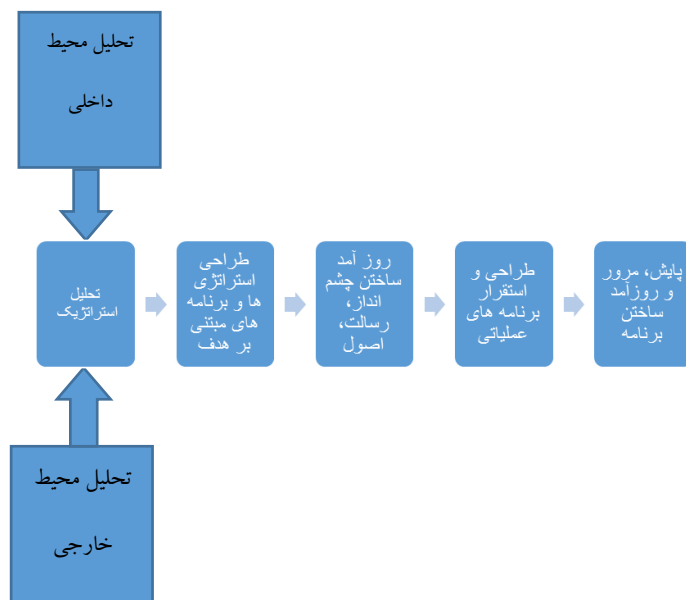 تحلیل محیط
داخلی
تحلیل
استراتژیک
طراحی
استراتژی
ها و برنامه
های مبتنی
بر هدف
روز آمد
ساختن چشم
انداز،
رسالت،
اصول
طراحی و
استقرار
برنامه های
عملیاتی
پایش، مرور
و روزآمد
ساختن
برنامه
تحلیل محیط
خارجی